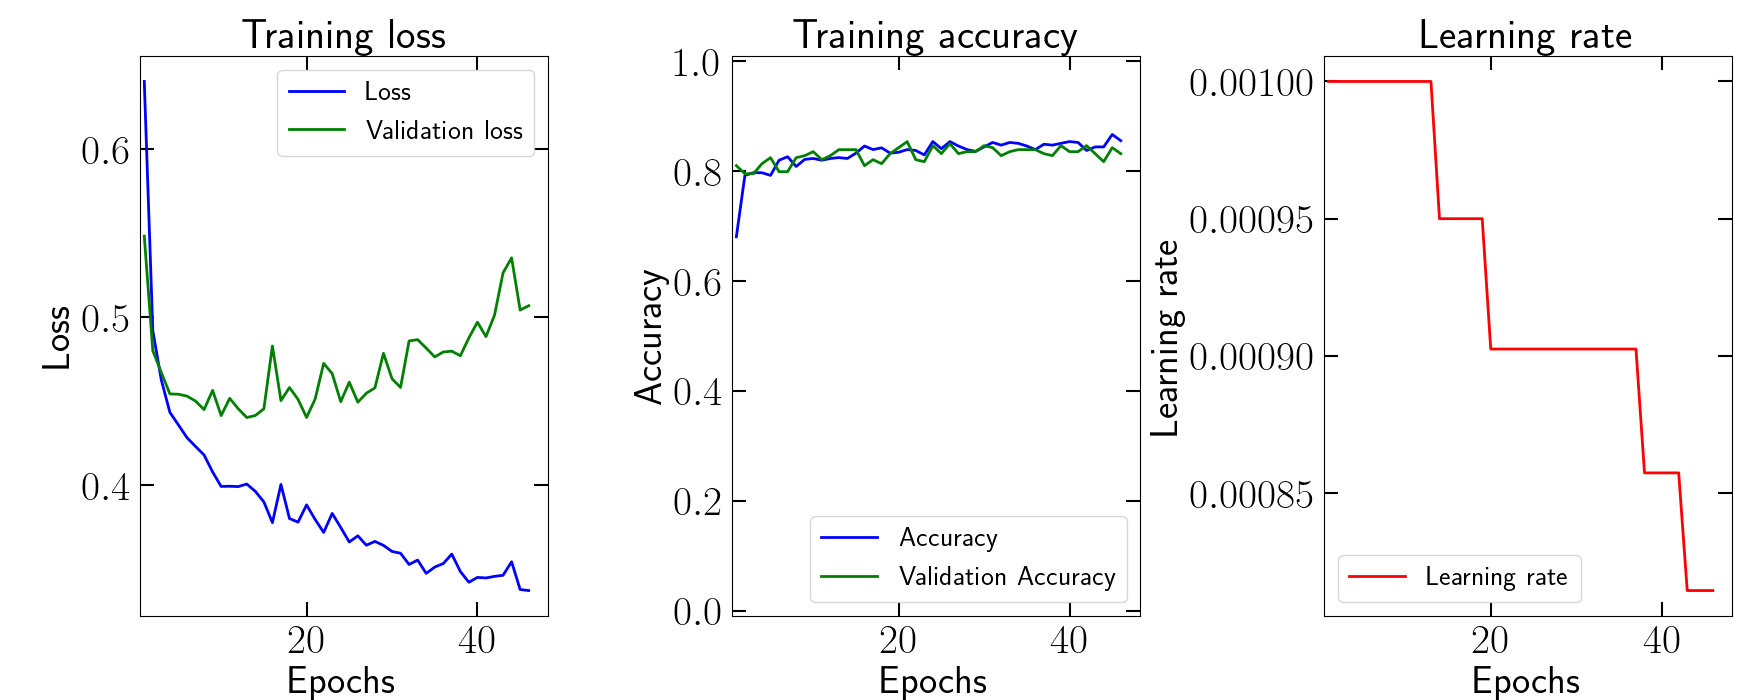 Training loss
Loss
Validation loss
0.6
0.5
0.4
Loss
20
40
Epochs
Training accuracy
1.0
0.8
0.6
0.4
0.2
0.0
Accuracy
Accuracy
Validation Accuracy
20
40
Epochs
Learning rate
0.00100
0.00095
0.00090
0.00085
Learning rate
Learning rate
20
40
Epochs